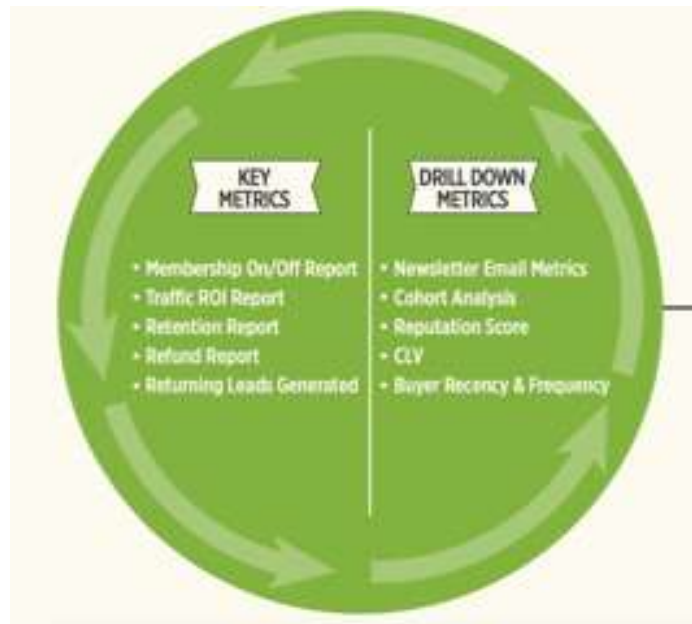 KEY
METRICS
• Membership On/Off Report
• Traffic ROI Report
• Retention Report
• Refund Report
• Returning Leads Generated
DRILL DOWN
METRICS
• Newsletter Email Metrics
• Cohort Analysis
• Reputation Score
• CLV
• Buyer Recency & Frequency